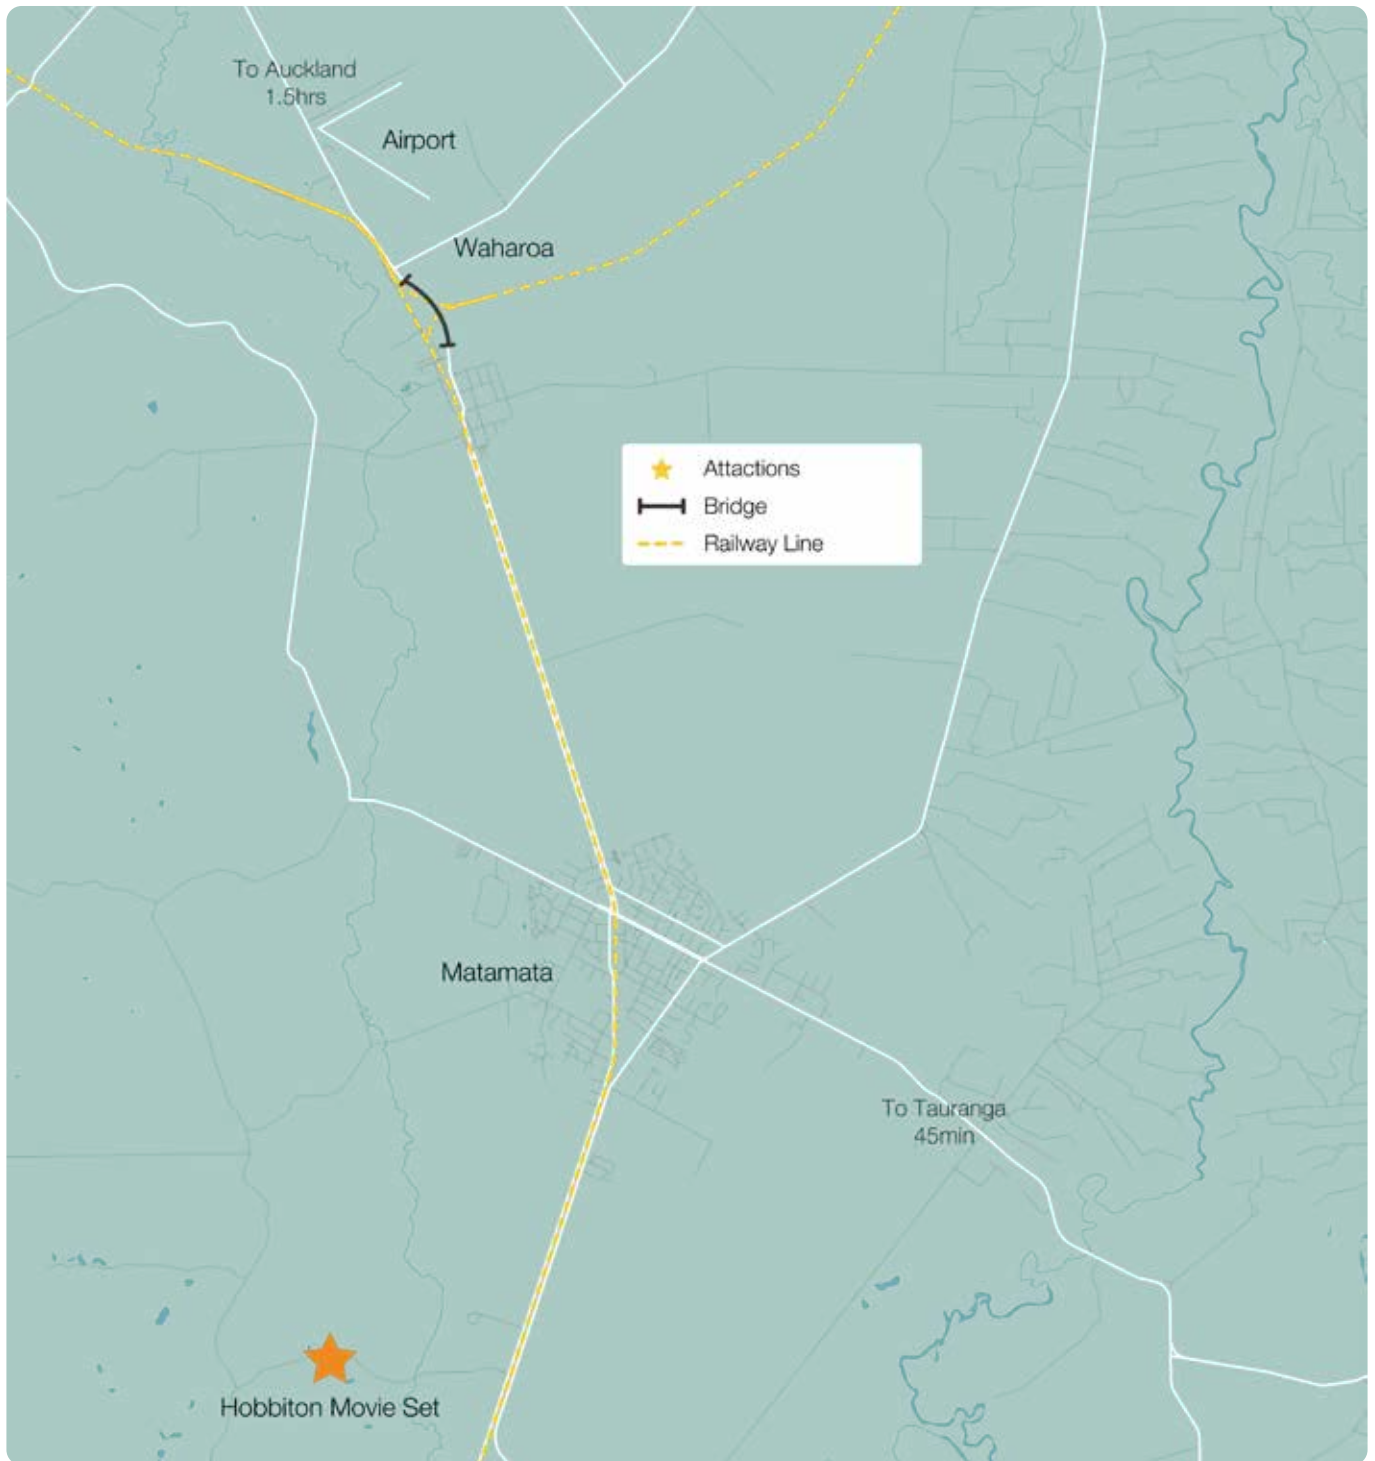 To Auckland
1.5hrs
Airport
Waharoa
Attactions
Bridge
Railway Line
Matamata
To Tauranga
45min
Hobbiton Movie Set